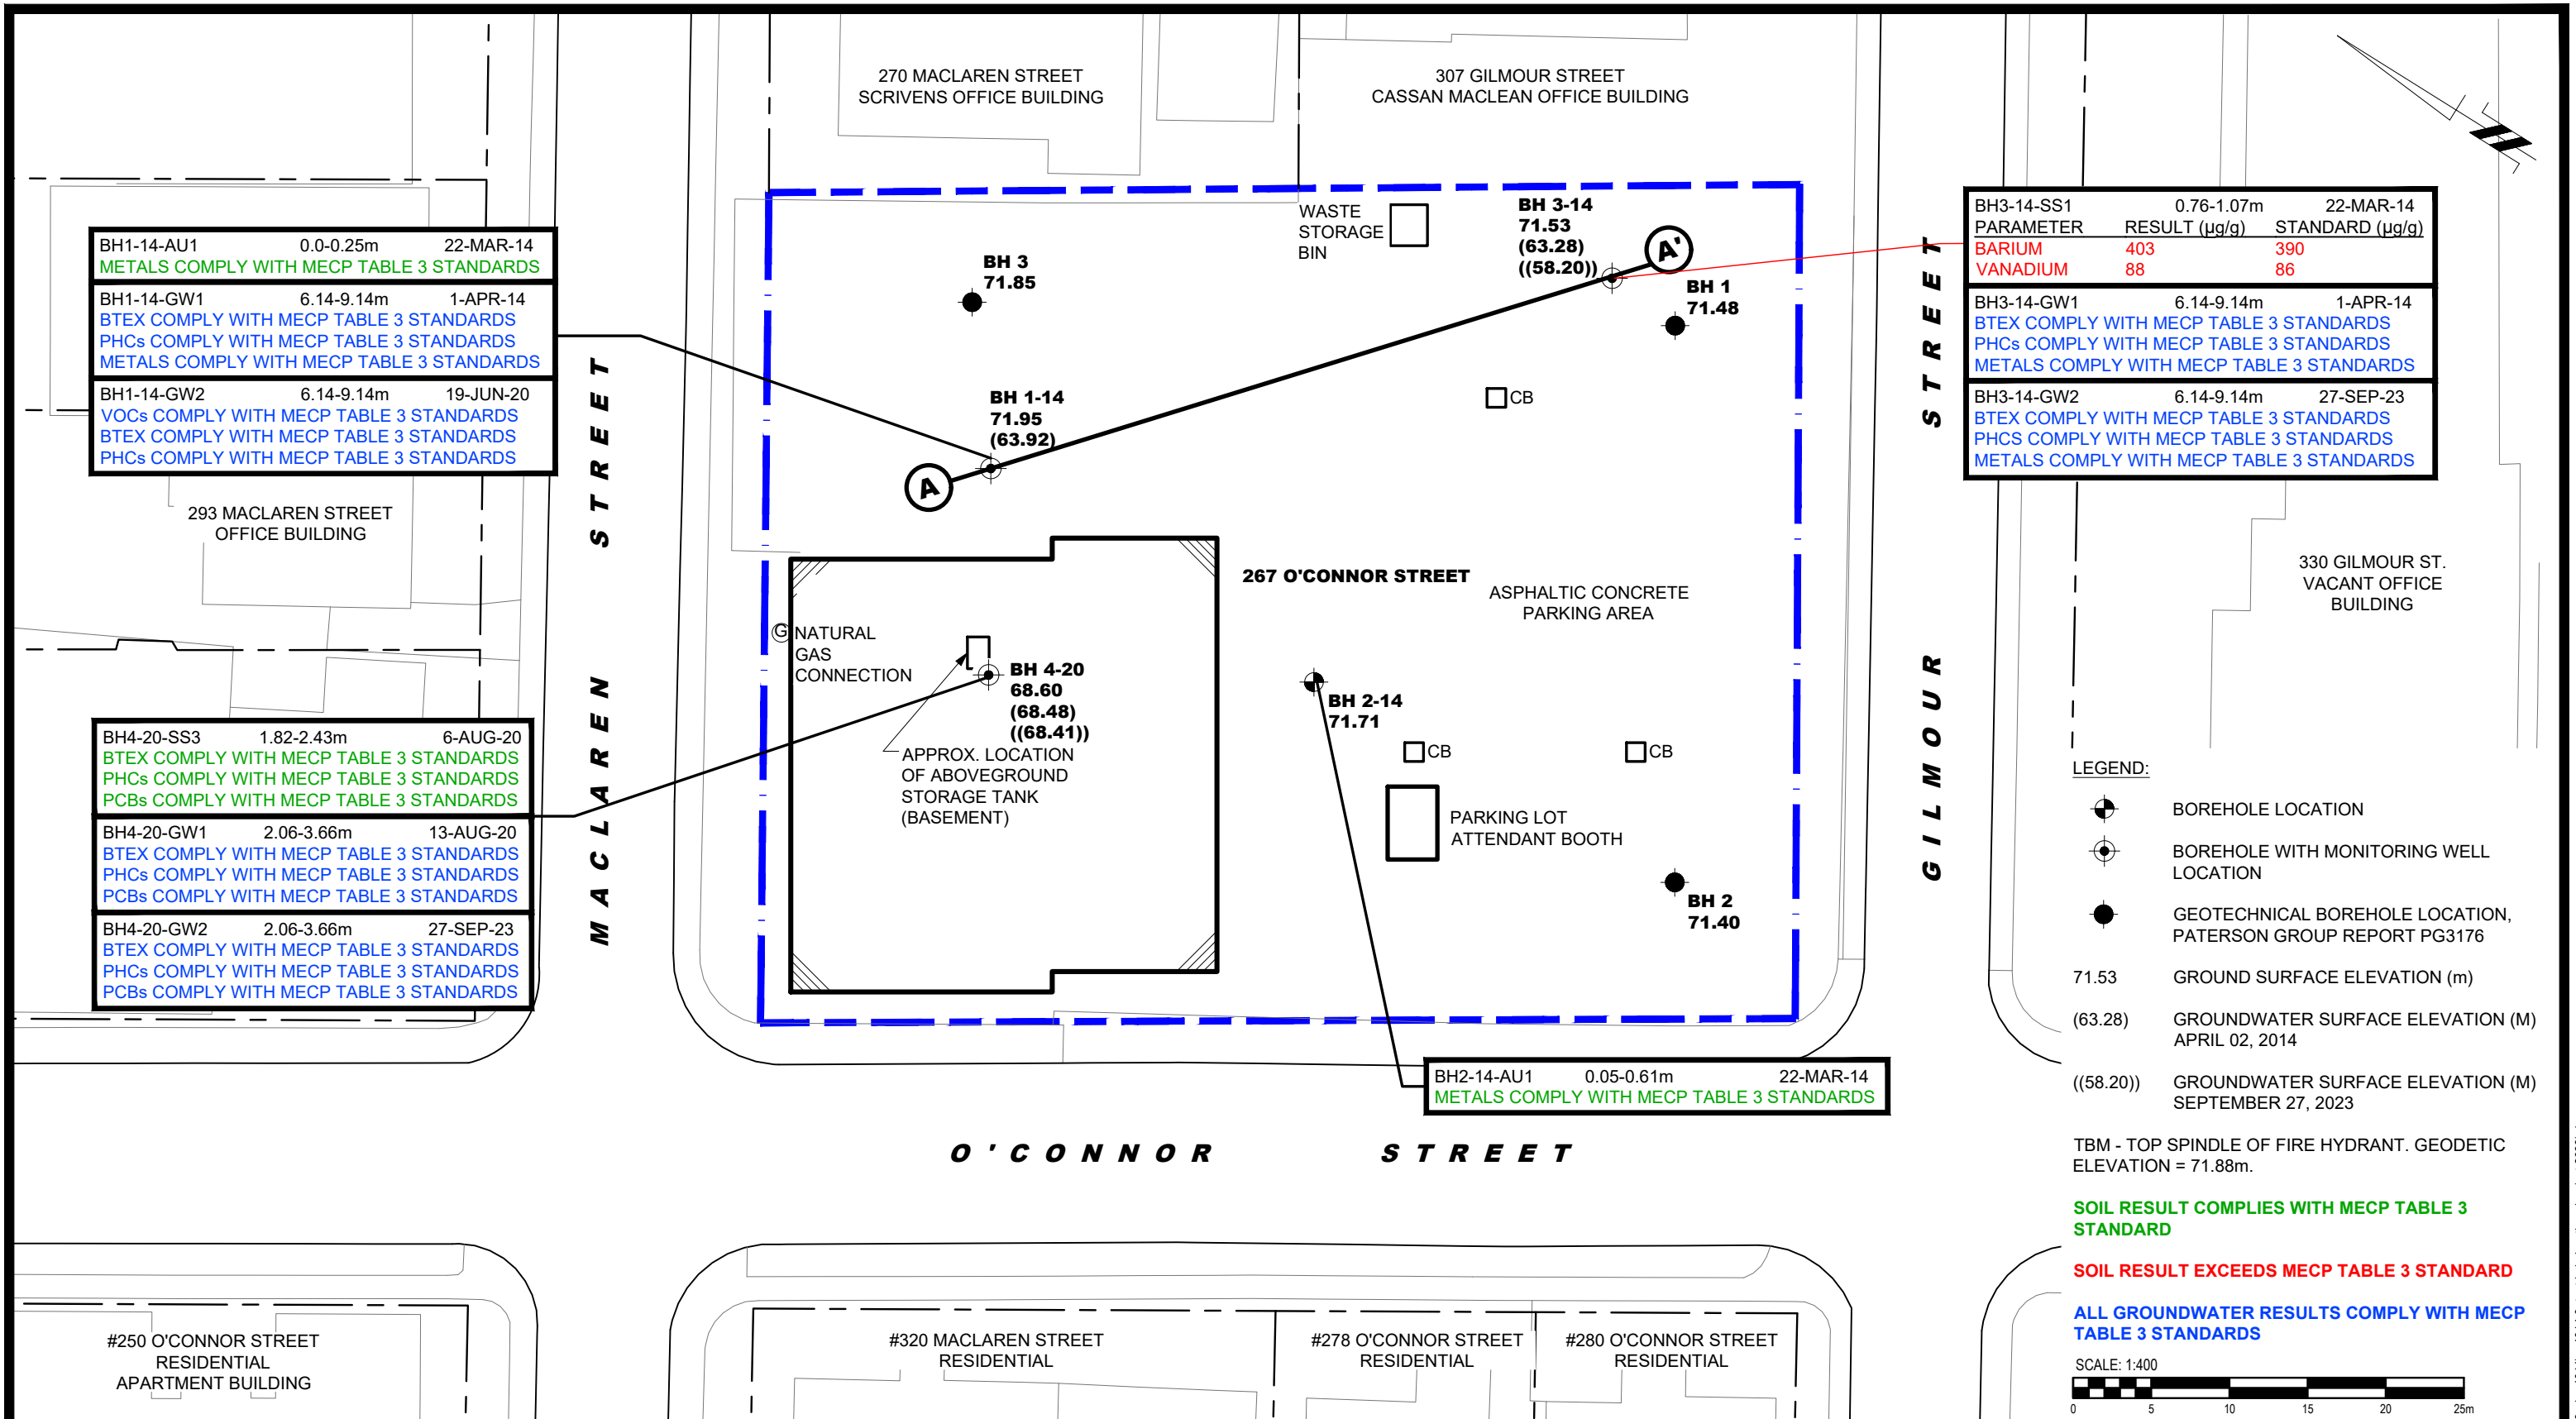 270 MACLAREN STREET
SCRIVENS OFFICE BUILDING
307 GILMOUR STREET
CASSAN MACLEAN OFFICE BUILDING
BH1-14-AU1 0.0-0.25m 22-MAR-14
METALS COMPLY WITH MECP TABLE 3 STANDARDS
BH1-14-GW1 6.14-9.14m 1-APR-14
BTEX COMPLY WITH MECP TABLE 3 STANDARDS
PHCs COMPLY WITH MECP TABLE 3 STANDARDS
METALS COMPLY WITH MECP TABLE 3 STANDARDS
BH1-14-GW2 6.14-9.14m 19-JUN-20
VOCs COMPLY WITH MECP TABLE 3 STANDARDS
BTEX COMPLY WITH MECP TABLE 3 STANDARDS
PHCs COMPLY WITH MECP TABLE 3 STANDARDS
WASTE
STORAGE
BIN
BH 3-14
71.53
(63.28)
((58.20))
A'
BH 3
71.85
BH 1
71.48
BH3-14-SS1 0.76-1.07m 22-MAR-14
PARAMETER RESULT (µg/g) STANDARD (µg/g)
BARIUM 403 390
VANADIUM 88 86
BH3-14-GW1 6.14-9.14m 1-APR-14
BTEX COMPLY WITH MECP TABLE 3 STANDARDS
PHCs COMPLY WITH MECP TABLE 3 STANDARDS
METALS COMPLY WITH MECP TABLE 3 STANDARDS
BH3-14-GW2 6.14-9.14m 27-SEP-23
BTEX COMPLY WITH MECP TABLE 3 STANDARDS
PHCS COMPLY WITH MECP TABLE 3 STANDARDS
METALS COMPLY WITH MECP TABLE 3 STANDARDS
CB
BH 1-14
71.95
(63.92)
A
293 MACLAREN STREET
OFFICE BUILDING
MACLAREN STREET
GILMOUR STREET
330 GILMOUR ST.
VACANT OFFICE
BUILDING
267 O'CONNOR STREET
ASPHALTIC CONCRETE
PARKING AREA
G NATURAL
GAS
CONNECTION
BH 4-20
68.60
(68.48)
((68.41))
APPROX. LOCATION
OF ABOVEGROUND
STORAGE TANK
(BASEMENT)
BH 2-14
71.71
CB
CB
PARKING LOT
ATTENDANT BOOTH
BH 2
71.40
BH4-20-SS3 1.82-2.43m 6-AUG-20
BTEX COMPLY WITH MECP TABLE 3 STANDARDS
PHCs COMPLY WITH MECP TABLE 3 STANDARDS
PCBs COMPLY WITH MECP TABLE 3 STANDARDS
BH4-20-GW1 2.06-3.66m 13-AUG-20
BTEX COMPLY WITH MECP TABLE 3 STANDARDS
PHCs COMPLY WITH MECP TABLE 3 STANDARDS
PCBs COMPLY WITH MECP TABLE 3 STANDARDS
BH4-20-GW2 2.06-3.66m 27-SEP-23
BTEX COMPLY WITH MECP TABLE 3 STANDARDS
PHCs COMPLY WITH MECP TABLE 3 STANDARDS
PCBs COMPLY WITH MECP TABLE 3 STANDARDS
BH2-14-AU1 0.05-0.61m 22-MAR-14
METALS COMPLY WITH MECP TABLE 3 STANDARDS
O'CONNOR STREET
LEGEND:
BOREHOLE LOCATION
BOREHOLE WITH MONITORING WELL
LOCATION
GEOTECHNICAL BOREHOLE LOCATION,
PATERSON GROUP REPORT PG3176
71.53 GROUND SURFACE ELEVATION (m)
(63.28) GROUNDWATER SURFACE ELEVATION (M)
APRIL 02, 2014
((58.20)) GROUNDWATER SURFACE ELEVATION (M)
SEPTEMBER 27, 2023
TBM - TOP SPINDLE OF FIRE HYDRANT. GEODETIC
ELEVATION = 71.88m.
SOIL RESULT COMPLIES WITH MECP TABLE 3
STANDARD
SOIL RESULT EXCEEDS MECP TABLE 3 STANDARD
ALL GROUNDWATER RESULTS COMPLY WITH MECP
TABLE 3 STANDARDS
SCALE: 1:400
0 5 10 15 20 25m
#250 O'CONNOR STREET
RESIDENTIAL
APARTMENT BUILDING
#320 MACLAREN STREET
RESIDENTIAL
#278 O'CONNOR STREET
RESIDENTIAL
#280 O'CONNOR STREET
RESIDENTIAL